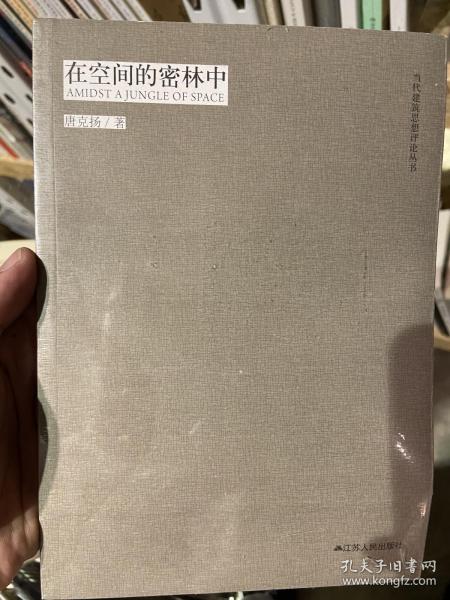 在空间的密林中
AMIDST A JUNGLE OF SPACE
唐克扬 / 著
当代建筑思想评论丛书
江苏人民出版社
孔夫子旧书网
www.kongfz.com